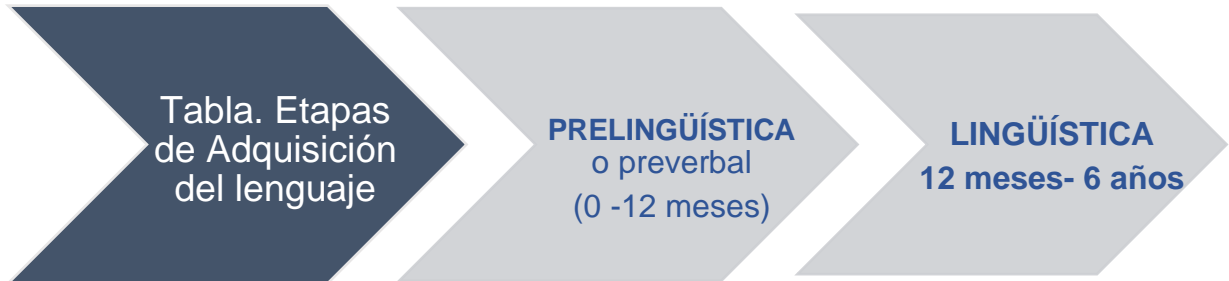 Tabla. Etapas
de Adquisición
del lenguaje
PRELINGÜÍSTICA
o preverbal
(0 -12 meses)
LINGÜÍSTICA
12 meses- 6 años